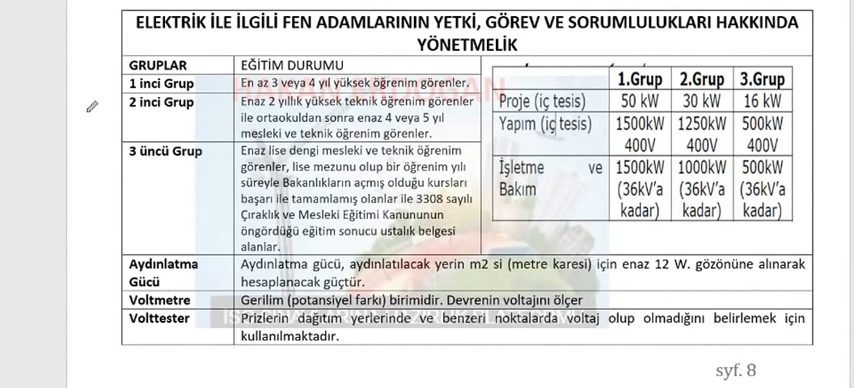 ELEKTRİK İLE İLGİLİ FEN ADAMLARININ YETKİ, GÖREV VE SORUMLULUKLARI HAKKINDA
YÖNETMELİK
GRUPLAR EĞİTİM DURUMU
1 inci Grup En az 3 veya 4 yıl yüksek öğrenim görenler.
2 inci Grup Enaz 2 yıllık yüksek teknik öğrenim görenler
ile ortaokuldan sonra enaz 4 veya 5 yıl
mesleki ve teknik öğrenim görenler.
3 üncü Grup Enaz lise dengi mesleki ve teknik öğrenim
görenler, lise mezunu olup bir öğrenim yılı
süreyle Bakanlıkların açmış olduğu kursları
başarı ile tamamlamış olanlar ile 3308 sayılı
Çıraklık ve Mesleki Eğitimi Kanununun
öngördüğü eğitim sonucu ustalık belgesi
alanlar.
1.Grup 2.Grup 3.Grup
Proje (iç tesis) 50 kW 30 kW 16 kW
Yapım (iç tesis) 1500kW 1250kW 500kW
400V 400V 400V
İşletme ve 1500kW 1000kW 500kW
Bakım (36kV'a (36kV'a (36kV'a
kadar) kadar) kadar)
Aydınlatma Aydınlatma gücü, aydınlatılacak yerin m2 si (metre karesi) için enaz 12 W. gözönüne alınarak
Gücü hesaplanacak güçtür.
Voltmetre Gerilim (potansiyel farkı) birimidir. Devrenin voltajını ölçer
Volttester Prizlerin dağıtım yerlerinde ve benzeri noktalarda voltaj olup olmadığını belirlemek için
kullanılmaktadır.
syf. 8